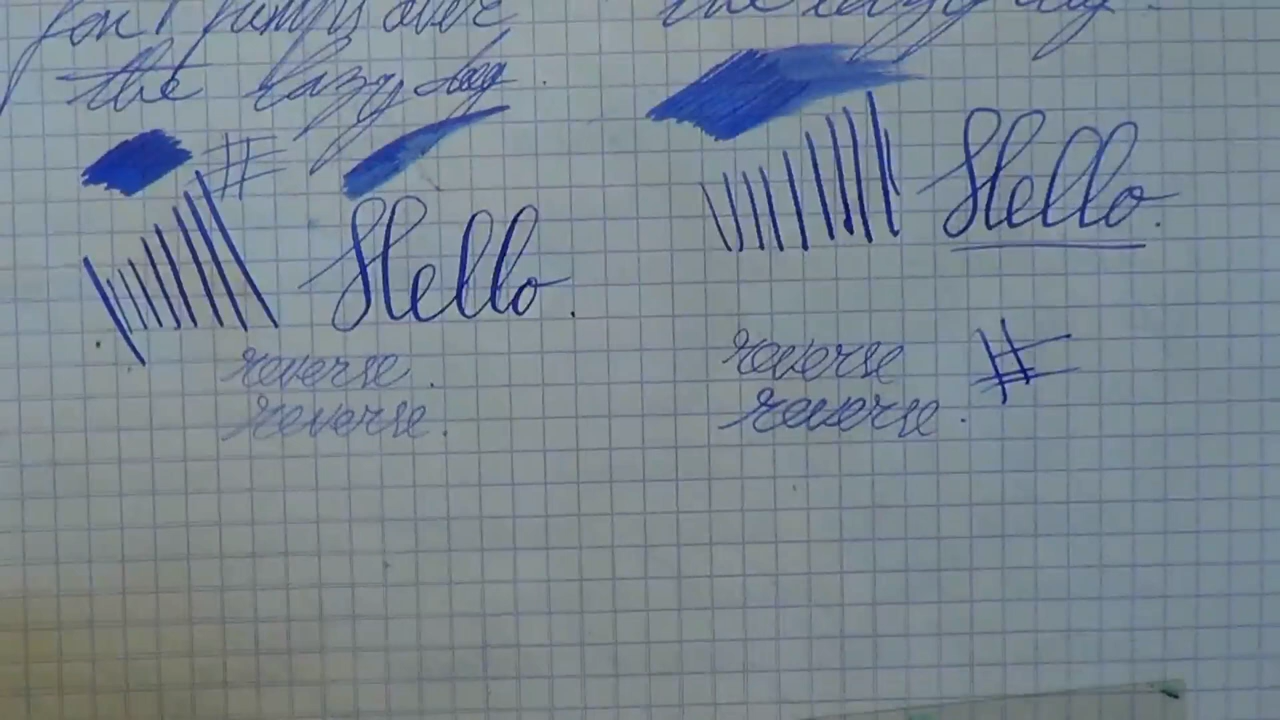 fox jumps over
the lazy dog.
#
Hello.
reverse.
reverse.
the lazy dog.
Hello.
reverse
reverse.
#